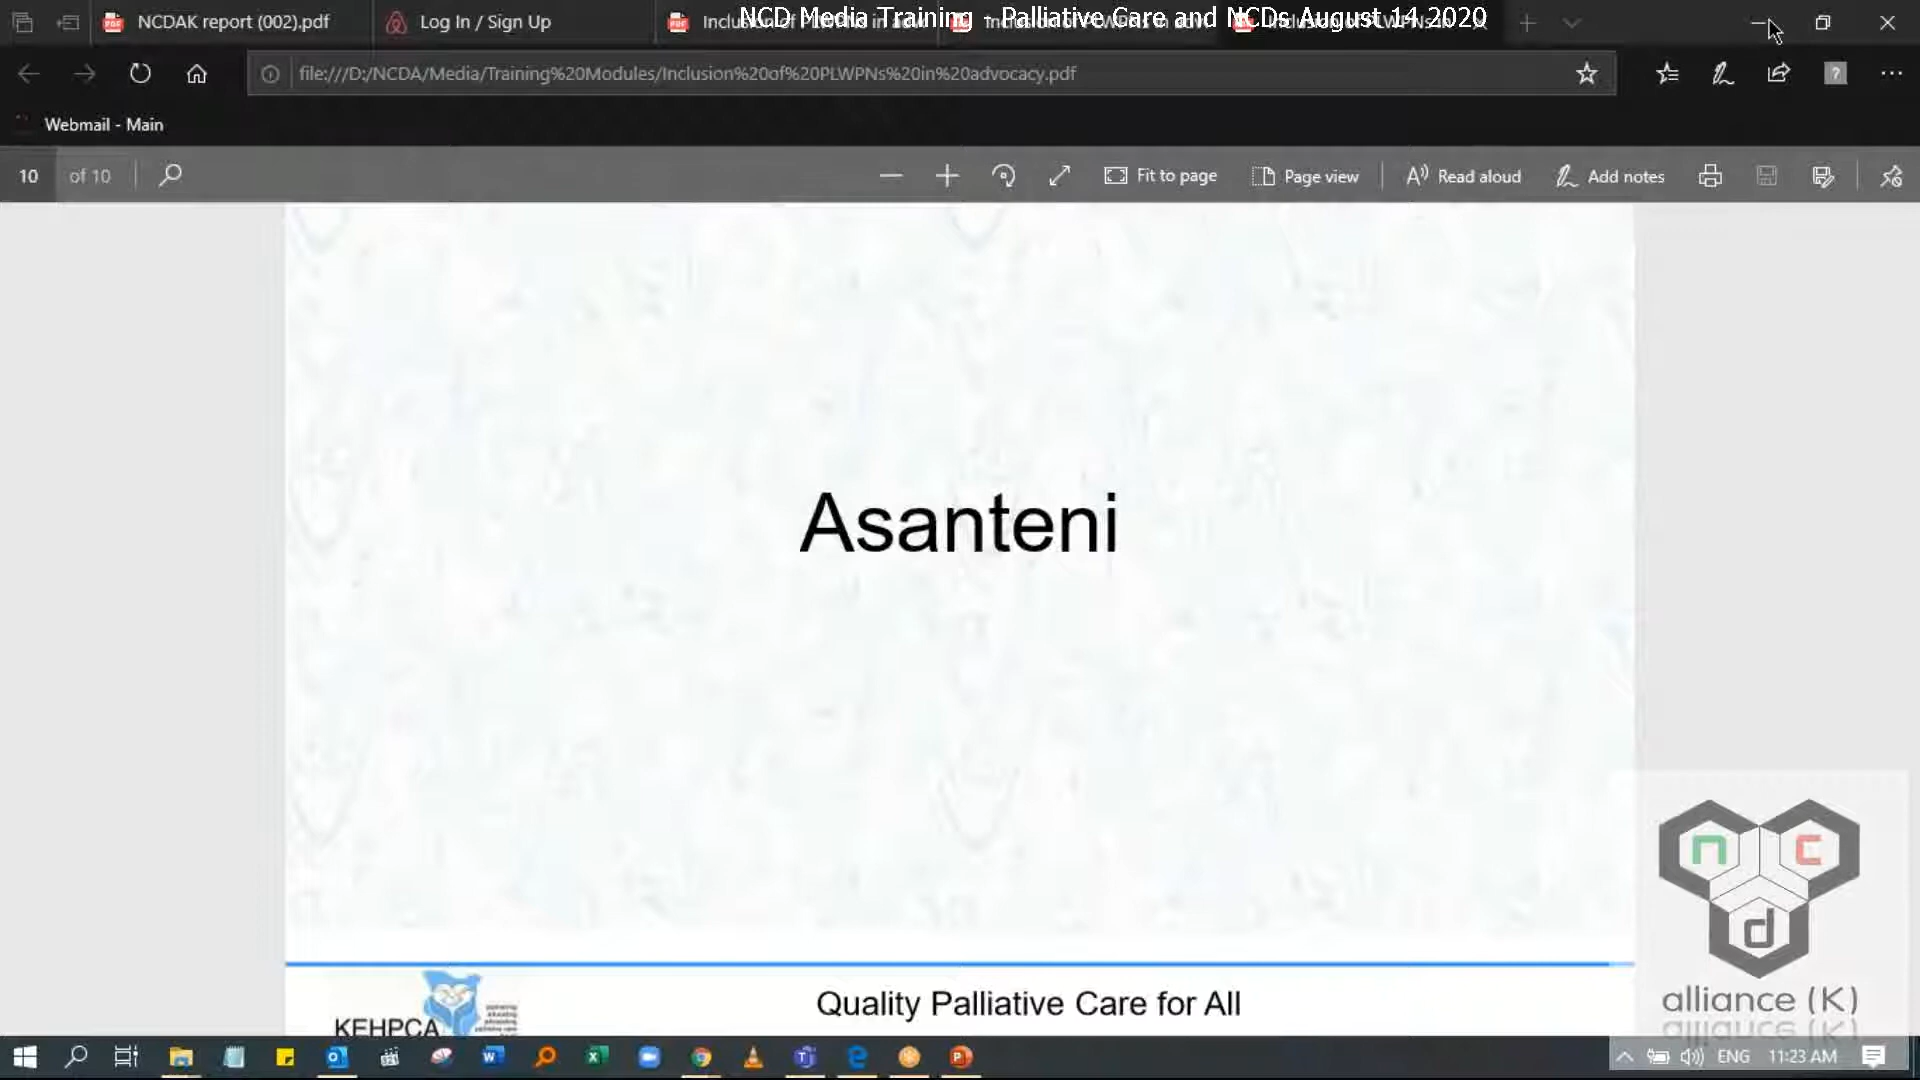 NCD Media Training - Palliative Care and NCDs August 14 2020
NCDAK report (002).pdf
Log In / Sign Up
file:///D:/NCDA/Media/Training%20Modules/Inclusion%20of%20PLWPNs%20in%20advocacy.pdf
Webmail - Main
10 of 10
Fit to page
Page view
Read aloud
Add notes
Asanteni
KEHPCA
Quality Palliative Care for All
n c d
alliance (K)
ENG 11:23 AM